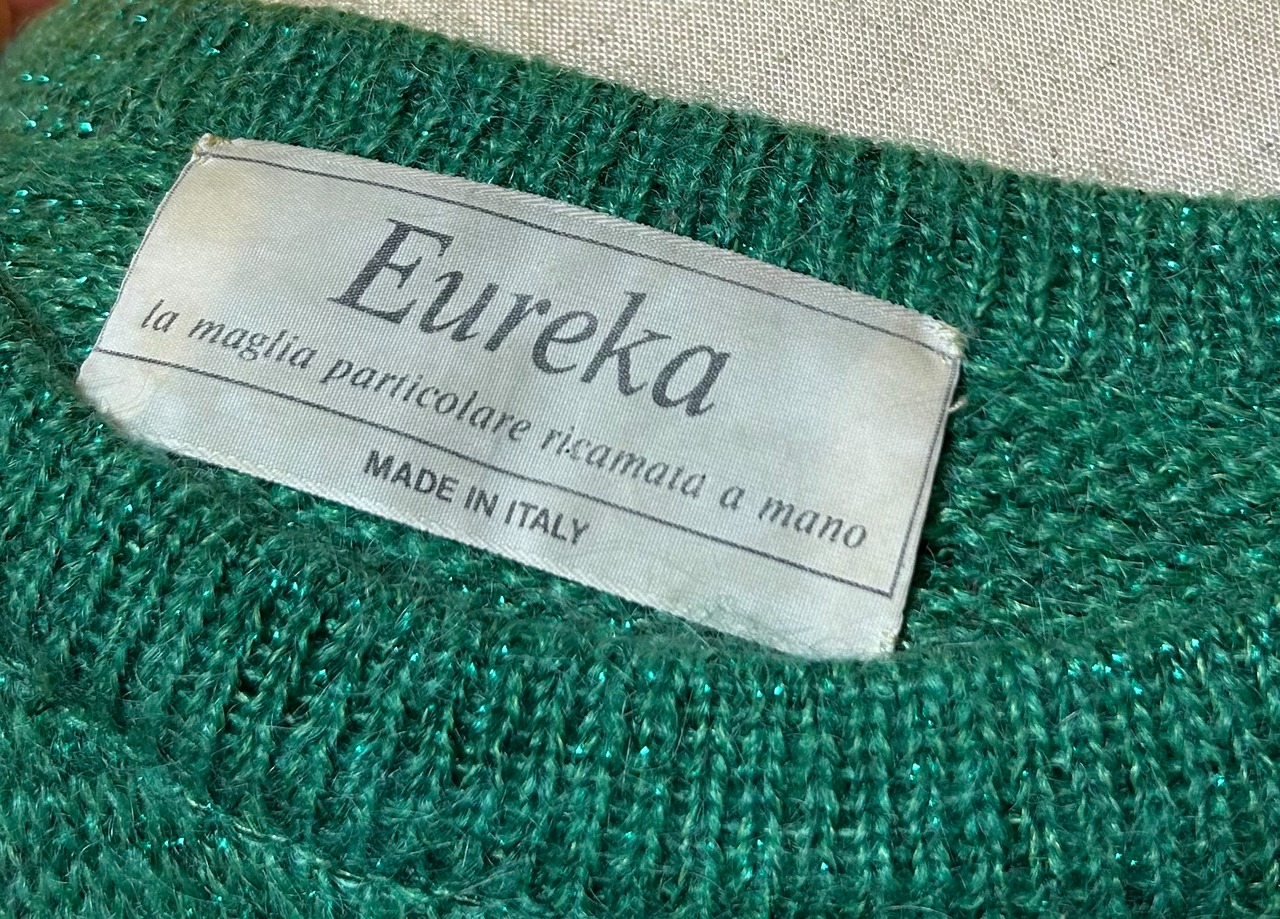 Eureka
la maglia particolare ricamata a mano
MADE IN ITALY